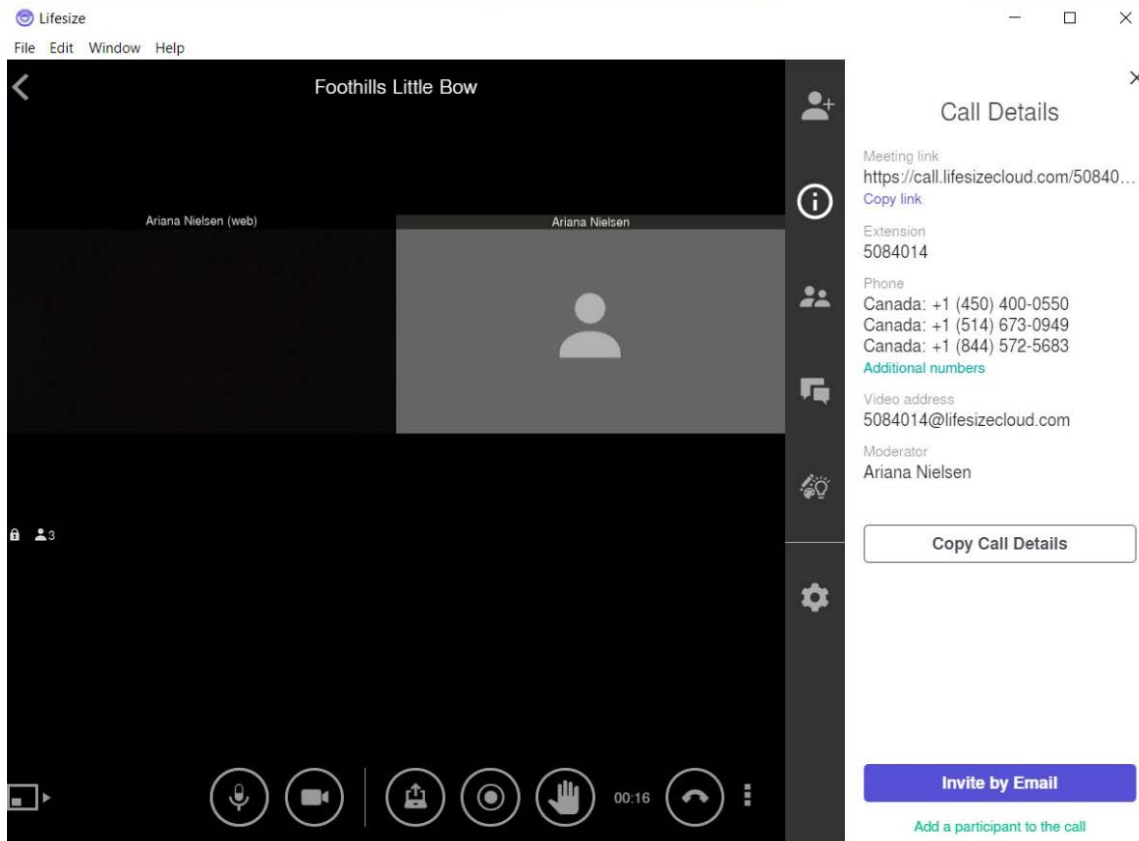 Lifesize
File Edit Window Help
Foothills Little Bow
Ariana Nielsen (web)
Ariana Nielsen
3
00:16
Call Details
Meeting link
https://call.lifesizecloud.com/50840...
Copy link
Extension
5084014
Phone
Canada: +1 (450) 400-0550
Canada: +1 (514) 673-0949
Canada: +1 (844) 572-5683
Additional numbers
Video address
5084014@lifesizecloud.com
Moderator
Ariana Nielsen
Copy Call Details
Invite by Email
Add a participant to the call